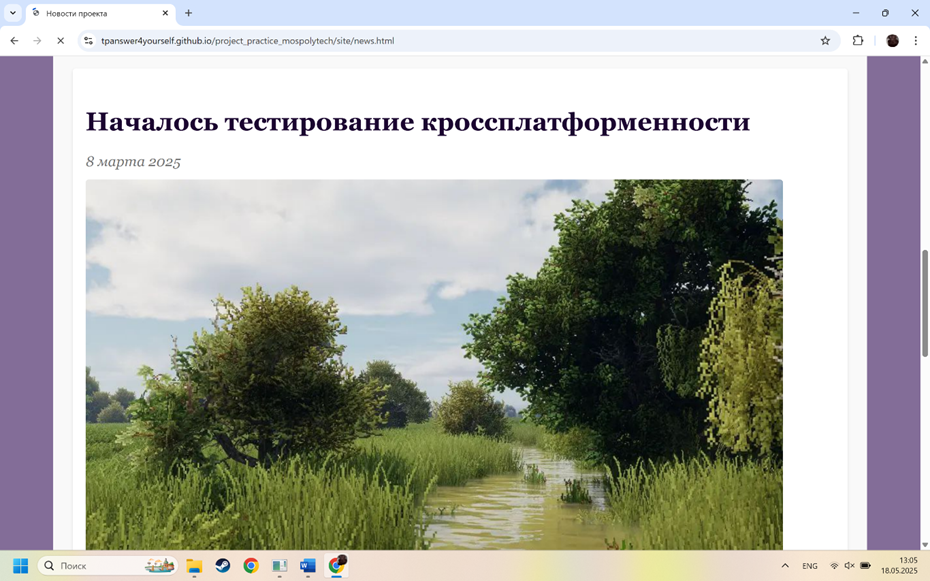 Новости проекта
tpanswer4yourself.github.io/project_practice_mospolytech/site/news.html
Началось тестирование кроссплатформенности
8 марта 2025
Поиск
ENG
13:05
18.05.2025